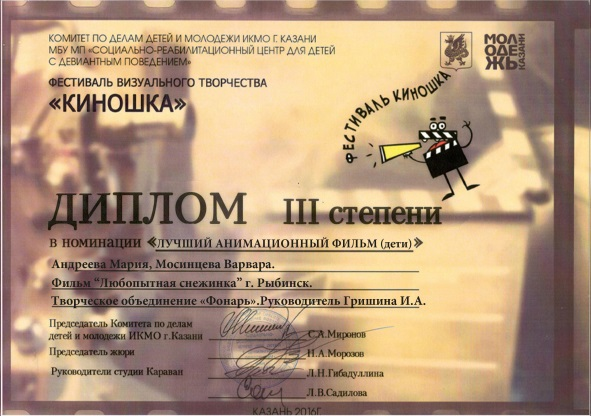 КОМИТЕТ ПО ДЕЛАМ ДЕТЕЙ И МОЛОДЕЖИ ИКМО Г. КАЗАНИ
МБУ МП «СОЦИАЛЬНО-РЕАБИЛИТАЦИОННЫЙ ЦЕНТР ДЛЯ ДЕТЕЙ
С ДЕВИАНТНЫМ ПОВЕДЕНИЕМ»
МОЛОДЕЖЬ КАЗАНИ
ФЕСТИВАЛЬ ВИЗУАЛЬНОГО ТВОРЧЕСТВА
«КИНОШКА»
ФЕСТИВАЛЬ КИНОШКА
ДИПЛОМ III степени
в номинации «ЛУЧШИЙ АНИМАЦИОННЫЙ ФИЛЬМ (дети)»
Андреева Мария, Мосинцева Варвара.
Фильм “Любопытная снежинка” г. Рыбинск.
Творческое объединение «Фонарь».Руководитель Гришина И.А.
Председатель Комитета по делам
детей и молодежи ИКМО г.Казани С.А.Миронов
Председатель жюри Н.А.Морозов
Руководители студии Караван Л.Н.Гибадуллина
Л.В.Садилова
КАЗАНЬ 2016Г.